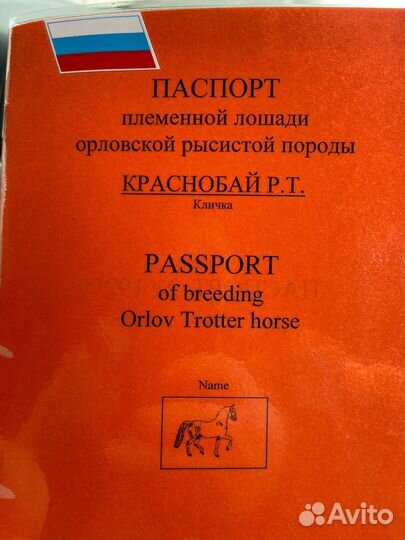 ПАСПОРТ
племенной лошади
орловской рысистой породы
КРАСНОБАЙ Р.Т.
Кличка
PASSPORT
of breeding
Orlov Trotter horse
Name
Avito